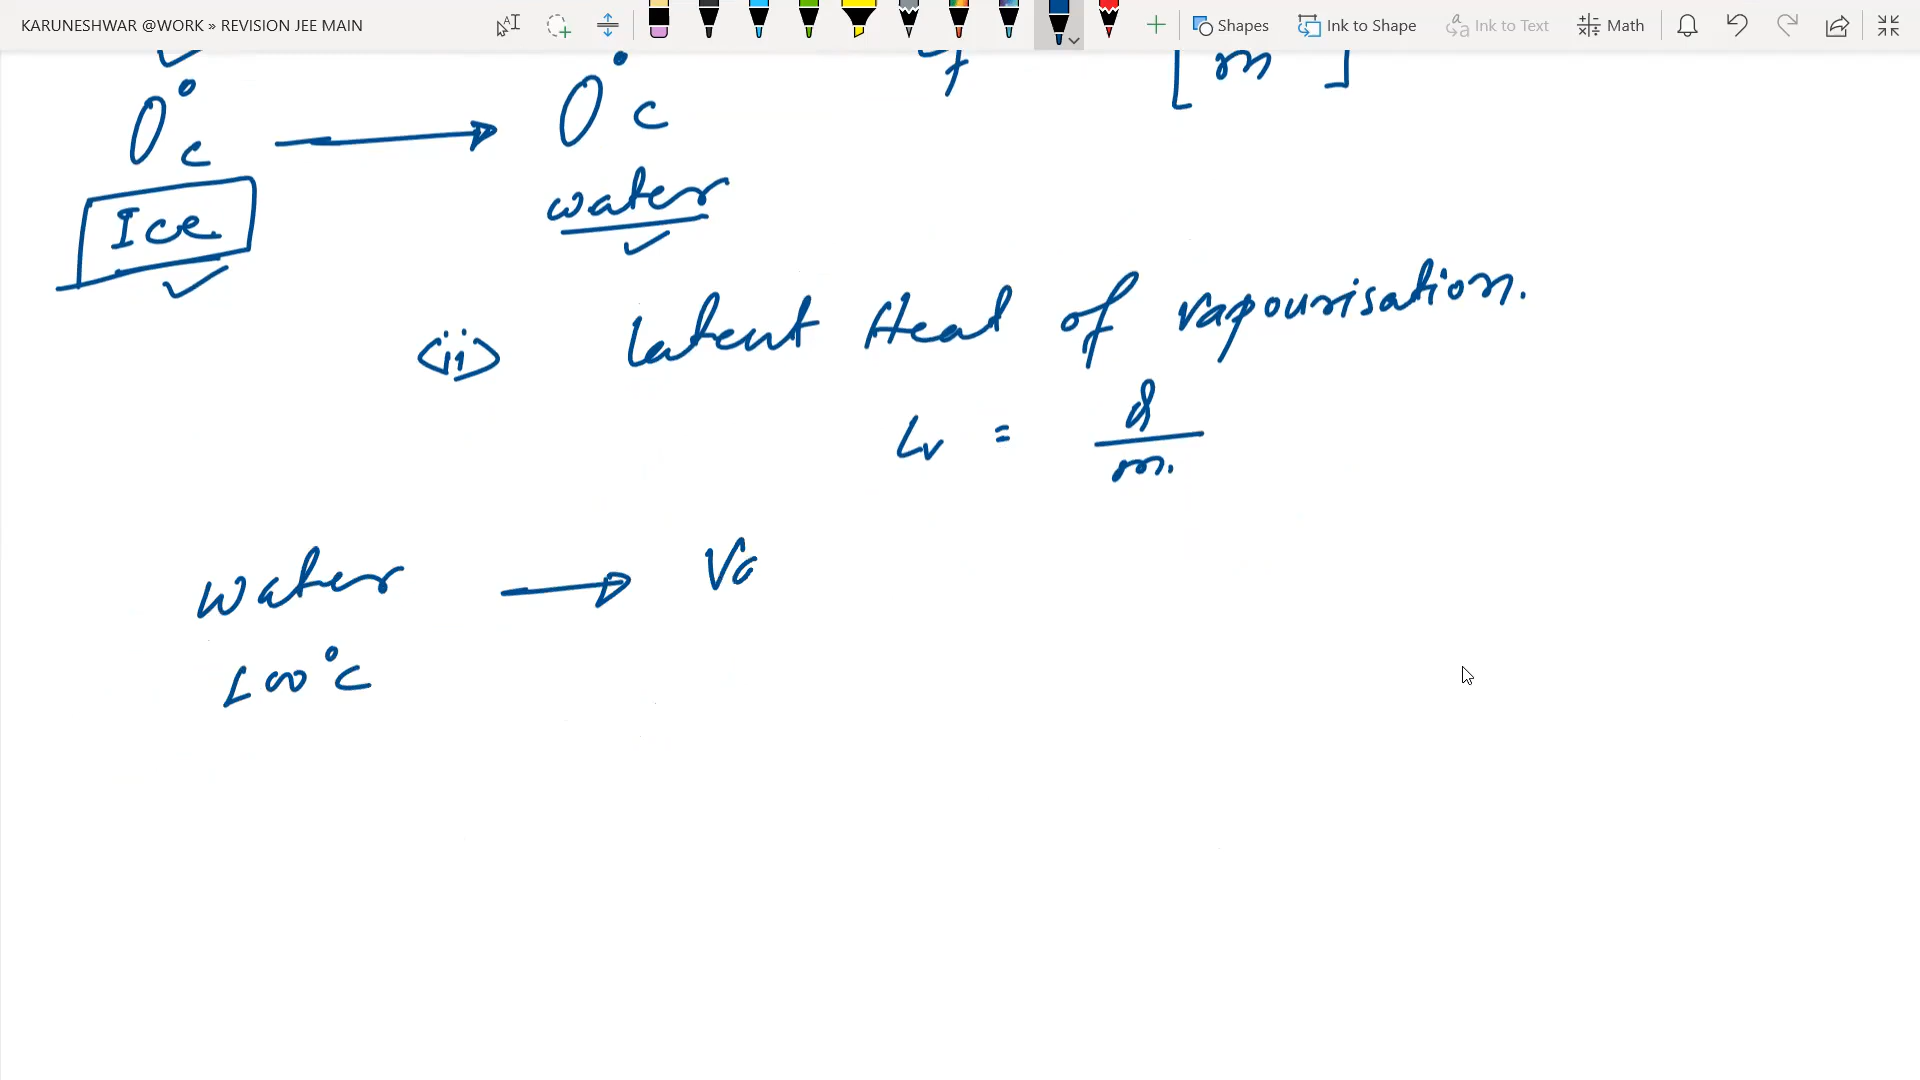 KARUNESHWAR @WORK » REVISION JEE MAIN
Shapes
Ink to Shape
Ink to Text
Math
m
0°c → 0°c
Ice
water
(ii) Latent Heat of vapourisation.
Lv = Q/m.
water → Va
100°C